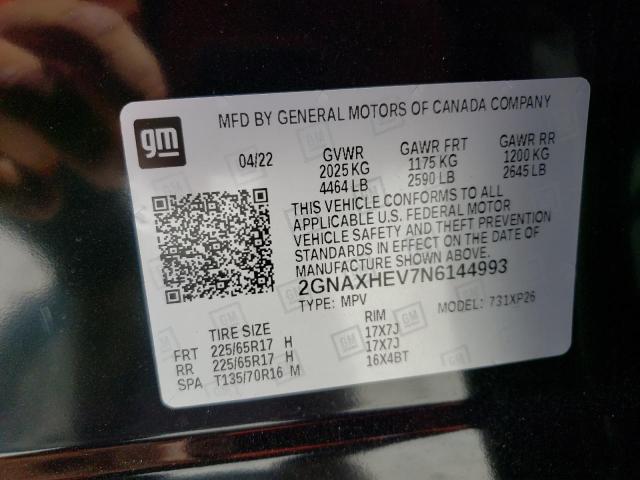 MFD BY GENERAL MOTORS OF CANADA COMPANY
gm
04/22 GVWR GAWR FRT GAWR RR
2025 KG 1175 KG 1200 KG
4464 LB 2590 LB 2645 LB
THIS VEHICLE CONFORMS TO ALL
APPLICABLE U.S. FEDERAL MOTOR
VEHICLE SAFETY AND THEFT PREVENTION
STANDARDS IN EFFECT ON THE DATE OF
MANUFACTURE SHOWN ABOVE.
2GNAXHEV7N6144993
TYPE: MPV MODEL: 731XP26
TIRE SIZE RIM
FRT 225/65R17 H 17X7J
RR 225/65R17 H 17X7J
SPA T135/70R16 M 16X4BT